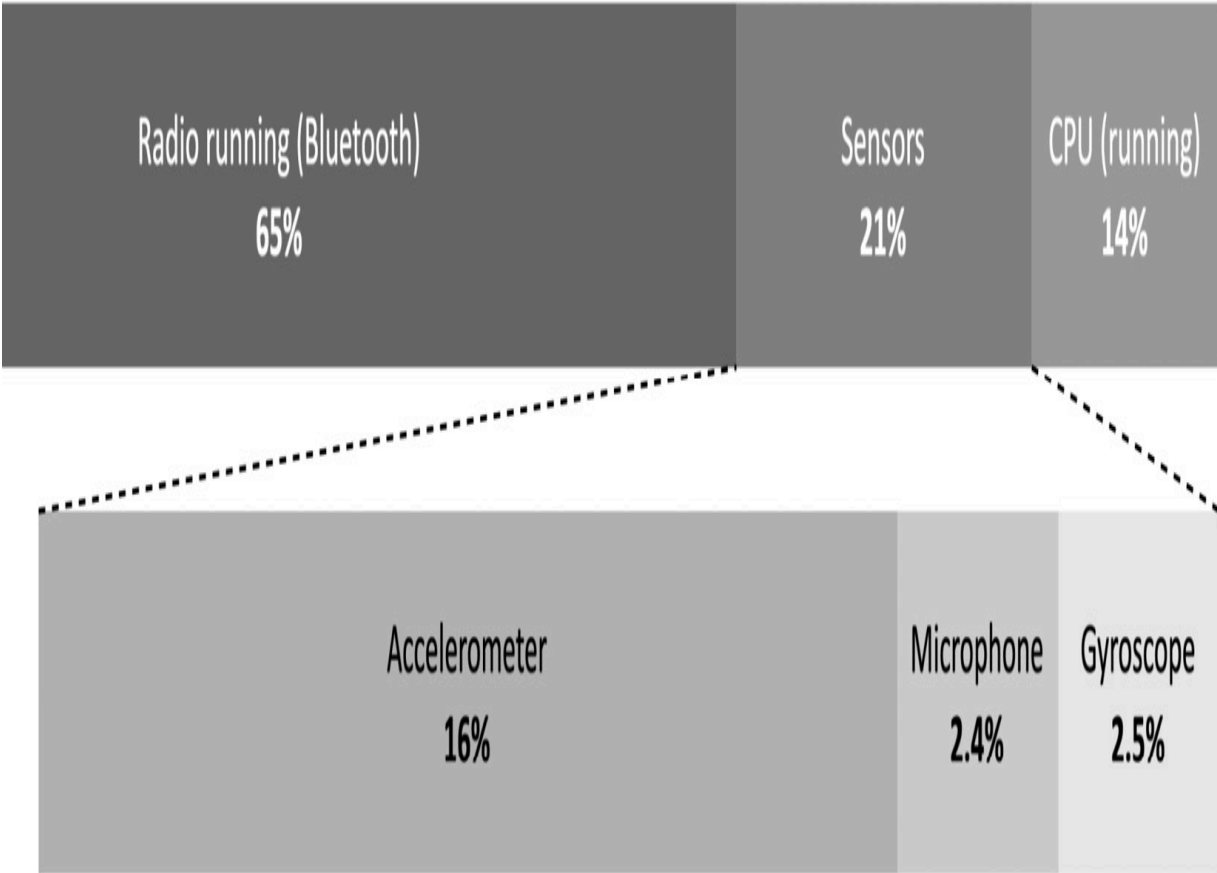 Radio running (Bluetooth)
65%
Sensors
21%
CPU (running)
14%
Accelerometer
16%
Microphone
2.4%
Gyroscope
2.5%